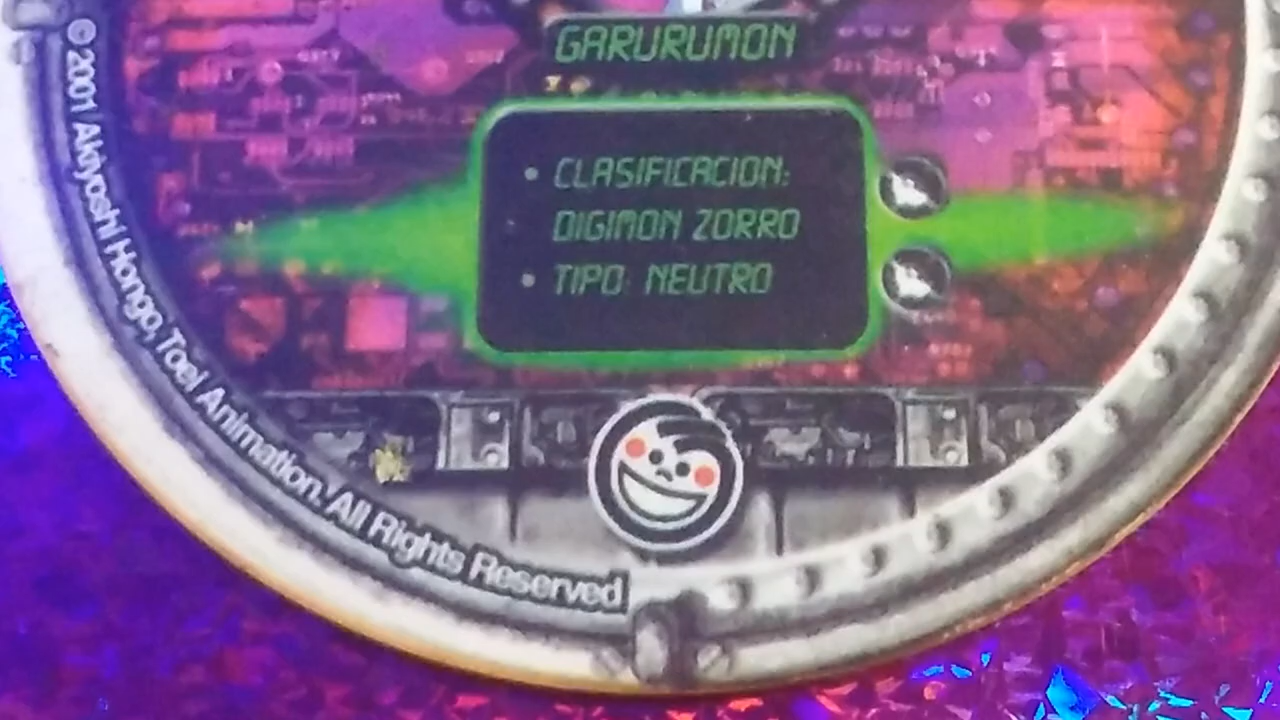 GARURUMON
• CLASIFICACION:
DIGIMON ZORRO
• TIPO: NEUTRO
©2001 Akiyoshi Hongo, Toei Animation. All Rights Reserved